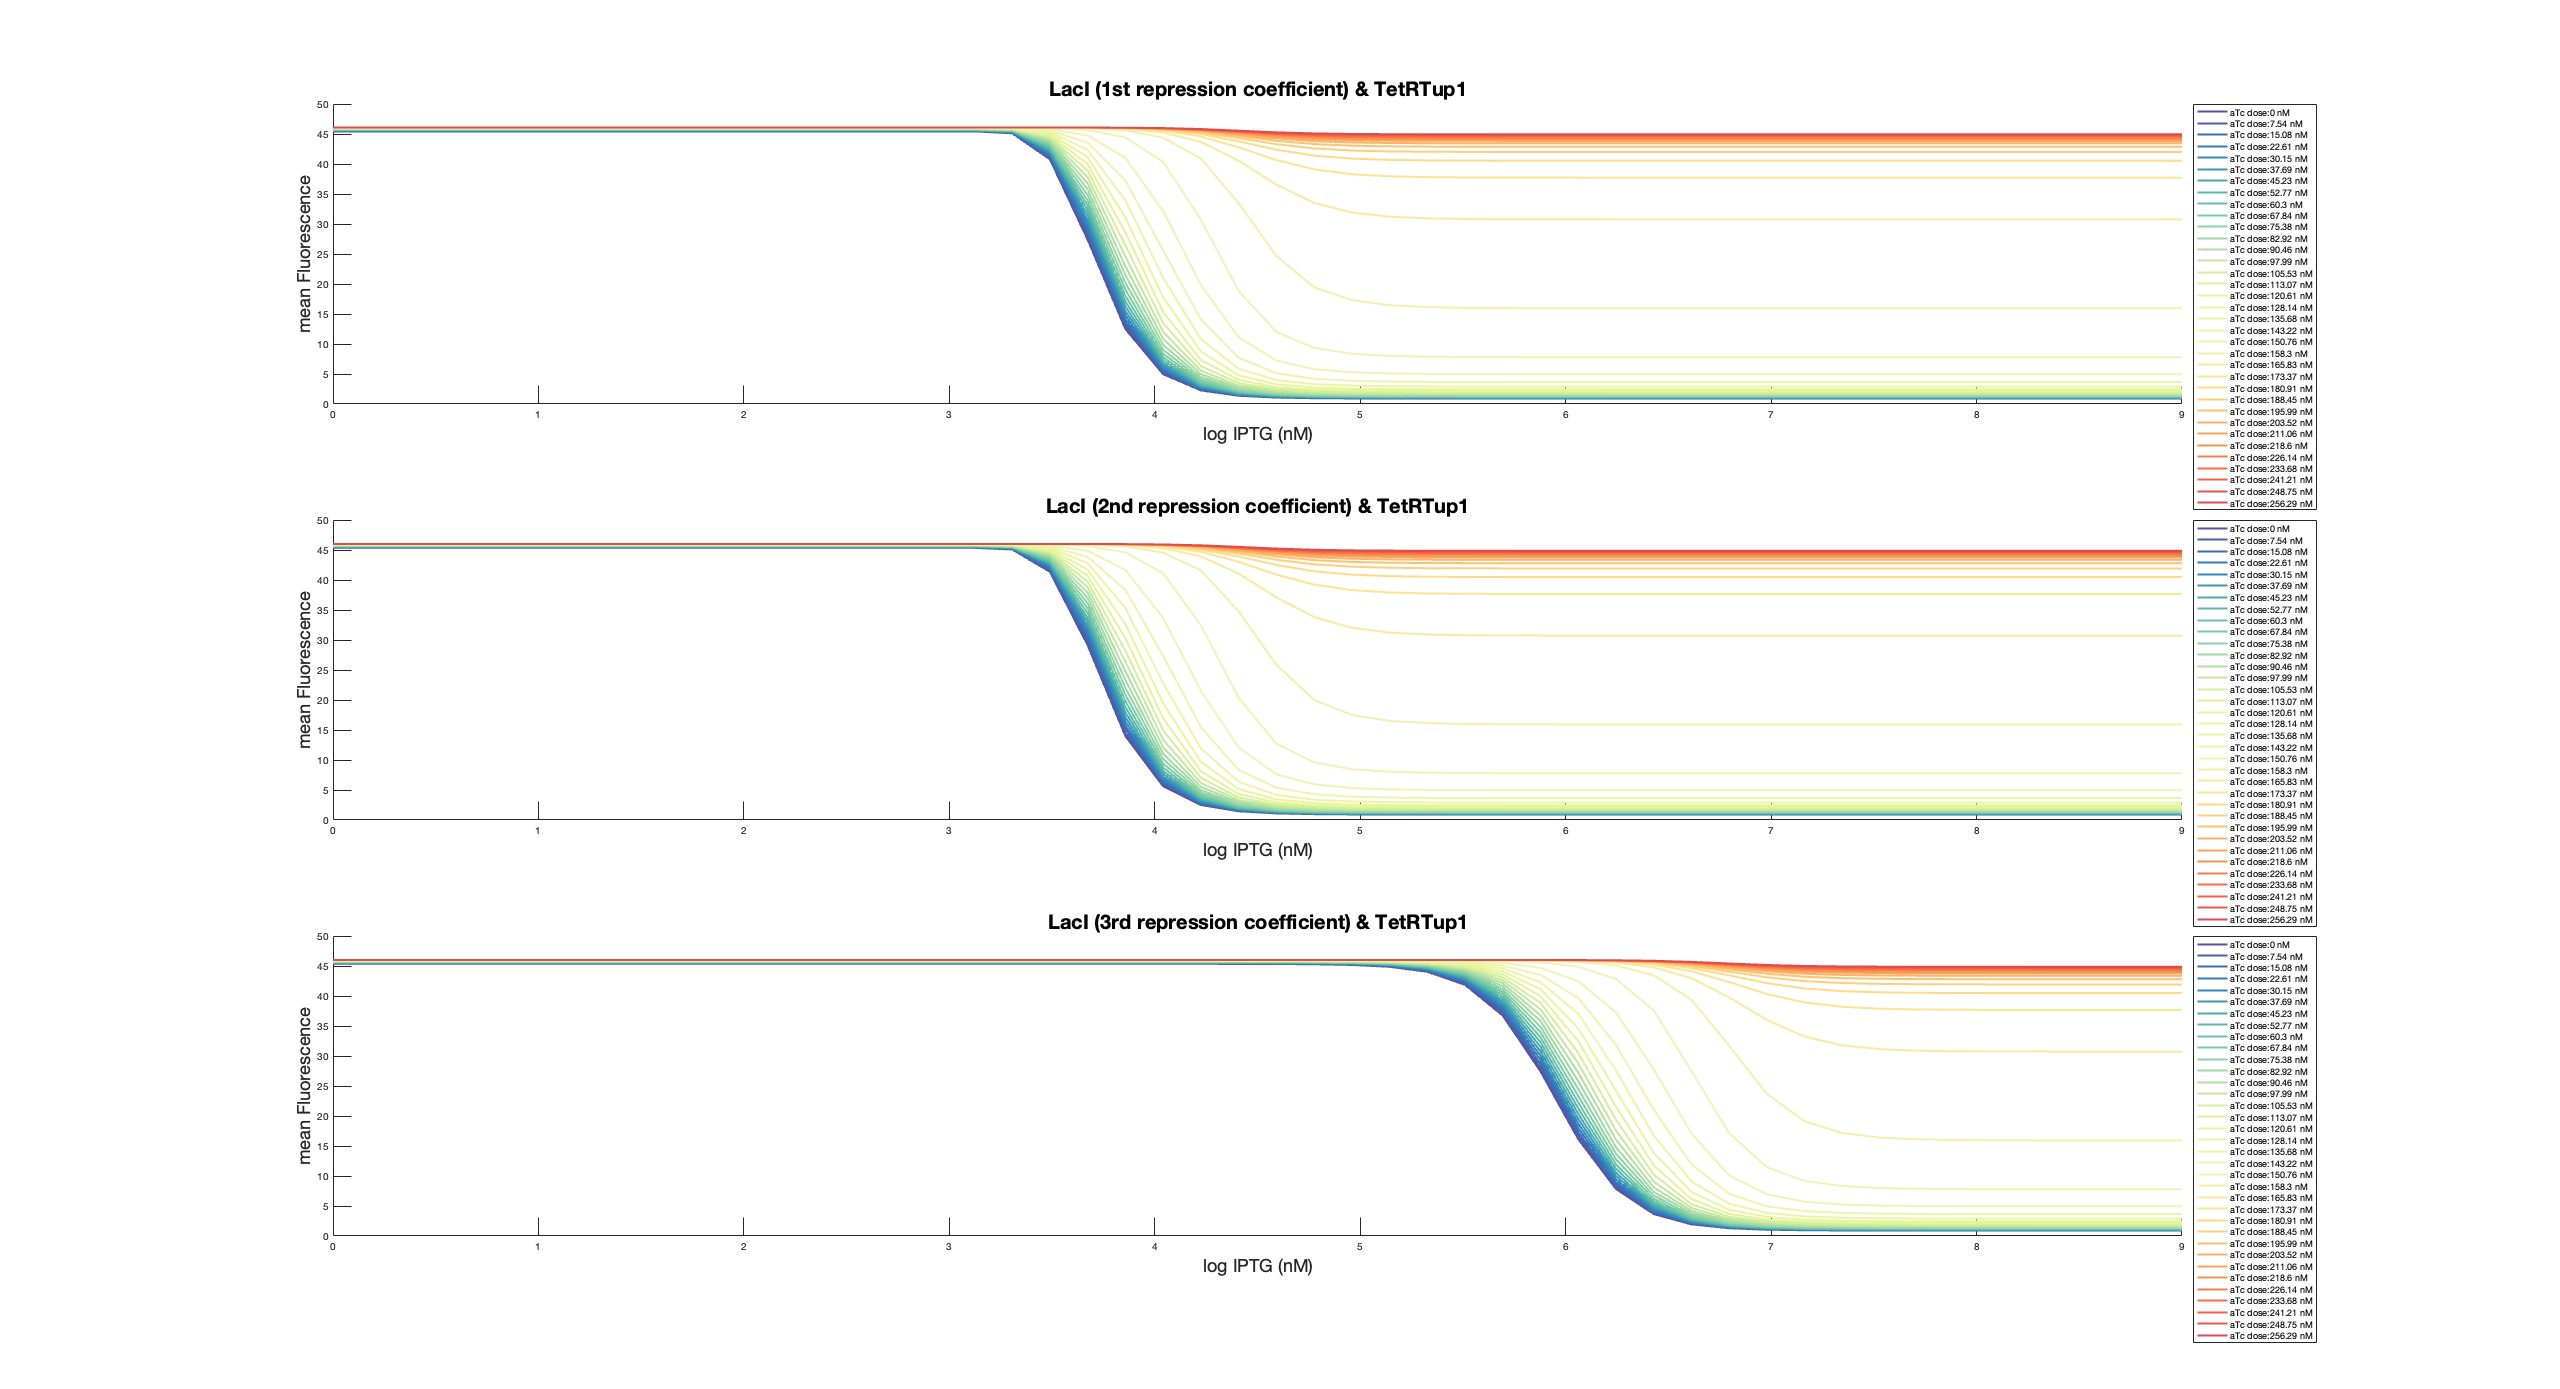 LacI (1st repression coefficient) & TetRTup1
50
45
40
35
30
25
20
15
10
5
0
mean Fluorescence
0 1 2 3 4 5 6 7 8 9
log IPTG (nM)
aTc dose:0 nM
aTc dose:7.54 nM
aTc dose:15.08 nM
aTc dose:22.61 nM
aTc dose:30.15 nM
aTc dose:37.69 nM
aTc dose:45.23 nM
aTc dose:52.77 nM
aTc dose:60.3 nM
aTc dose:67.84 nM
aTc dose:75.38 nM
aTc dose:82.92 nM
aTc dose:90.46 nM
aTc dose:97.99 nM
aTc dose:105.53 nM
aTc dose:113.07 nM
aTc dose:120.61 nM
aTc dose:128.14 nM
aTc dose:135.68 nM
aTc dose:143.22 nM
aTc dose:150.76 nM
aTc dose:158.3 nM
aTc dose:165.83 nM
aTc dose:173.37 nM
aTc dose:180.91 nM
aTc dose:188.45 nM
aTc dose:195.99 nM
aTc dose:203.52 nM
aTc dose:211.06 nM
aTc dose:218.6 nM
aTc dose:226.14 nM
aTc dose:233.68 nM
aTc dose:241.21 nM
aTc dose:248.75 nM
aTc dose:256.29 nM
LacI (2nd repression coefficient) & TetRTup1
50
45
40
35
30
25
20
15
10
5
0
mean Fluorescence
0 1 2 3 4 5 6 7 8 9
log IPTG (nM)
aTc dose:0 nM
aTc dose:7.54 nM
aTc dose:15.08 nM
aTc dose:22.61 nM
aTc dose:30.15 nM
aTc dose:37.69 nM
aTc dose:45.23 nM
aTc dose:52.77 nM
aTc dose:60.3 nM
aTc dose:67.84 nM
aTc dose:75.38 nM
aTc dose:82.92 nM
aTc dose:90.46 nM
aTc dose:97.99 nM
aTc dose:105.53 nM
aTc dose:113.07 nM
aTc dose:120.61 nM
aTc dose:128.14 nM
aTc dose:135.68 nM
aTc dose:143.22 nM
aTc dose:150.76 nM
aTc dose:158.3 nM
aTc dose:165.83 nM
aTc dose:173.37 nM
aTc dose:180.91 nM
aTc dose:188.45 nM
aTc dose:195.99 nM
aTc dose:203.52 nM
aTc dose:211.06 nM
aTc dose:218.6 nM
aTc dose:226.14 nM
aTc dose:233.68 nM
aTc dose:241.21 nM
aTc dose:248.75 nM
aTc dose:256.29 nM
LacI (3rd repression coefficient) & TetRTup1
50
45
40
35
30
25
20
15
10
5
0
mean Fluorescence
0 1 2 3 4 5 6 7 8 9
log IPTG (nM)
aTc dose:0 nM
aTc dose:7.54 nM
aTc dose:15.08 nM
aTc dose:22.61 nM
aTc dose:30.15 nM
aTc dose:37.69 nM
aTc dose:45.23 nM
aTc dose:52.77 nM
aTc dose:60.3 nM
aTc dose:67.84 nM
aTc dose:75.38 nM
aTc dose:82.92 nM
aTc dose:90.46 nM
aTc dose:97.99 nM
aTc dose:105.53 nM
aTc dose:113.07 nM
aTc dose:120.61 nM
aTc dose:128.14 nM
aTc dose:135.68 nM
aTc dose:143.22 nM
aTc dose:150.76 nM
aTc dose:158.3 nM
aTc dose:165.83 nM
aTc dose:173.37 nM
aTc dose:180.91 nM
aTc dose:188.45 nM
aTc dose:195.99 nM
aTc dose:203.52 nM
aTc dose:211.06 nM
aTc dose:218.6 nM
aTc dose:226.14 nM
aTc dose:233.68 nM
aTc dose:241.21 nM
aTc dose:248.75 nM
aTc dose:256.29 nM